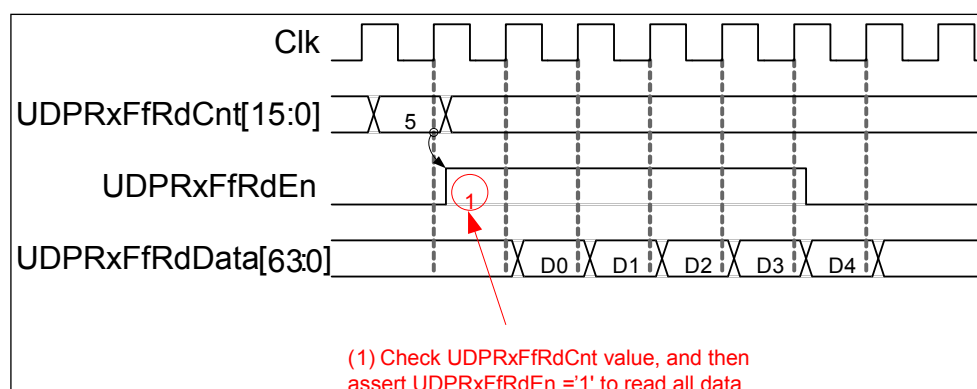 Clk
UDPRxFfRdCnt[15:0]
5
UDPRxFfRdEn
1
UDPRxFfRdData[63:0]
D0 D1 D2 D3 D4
(1) Check UDPRxFfRdCnt value, and then
assert UDPRxFfRdEn ='1' to read all data